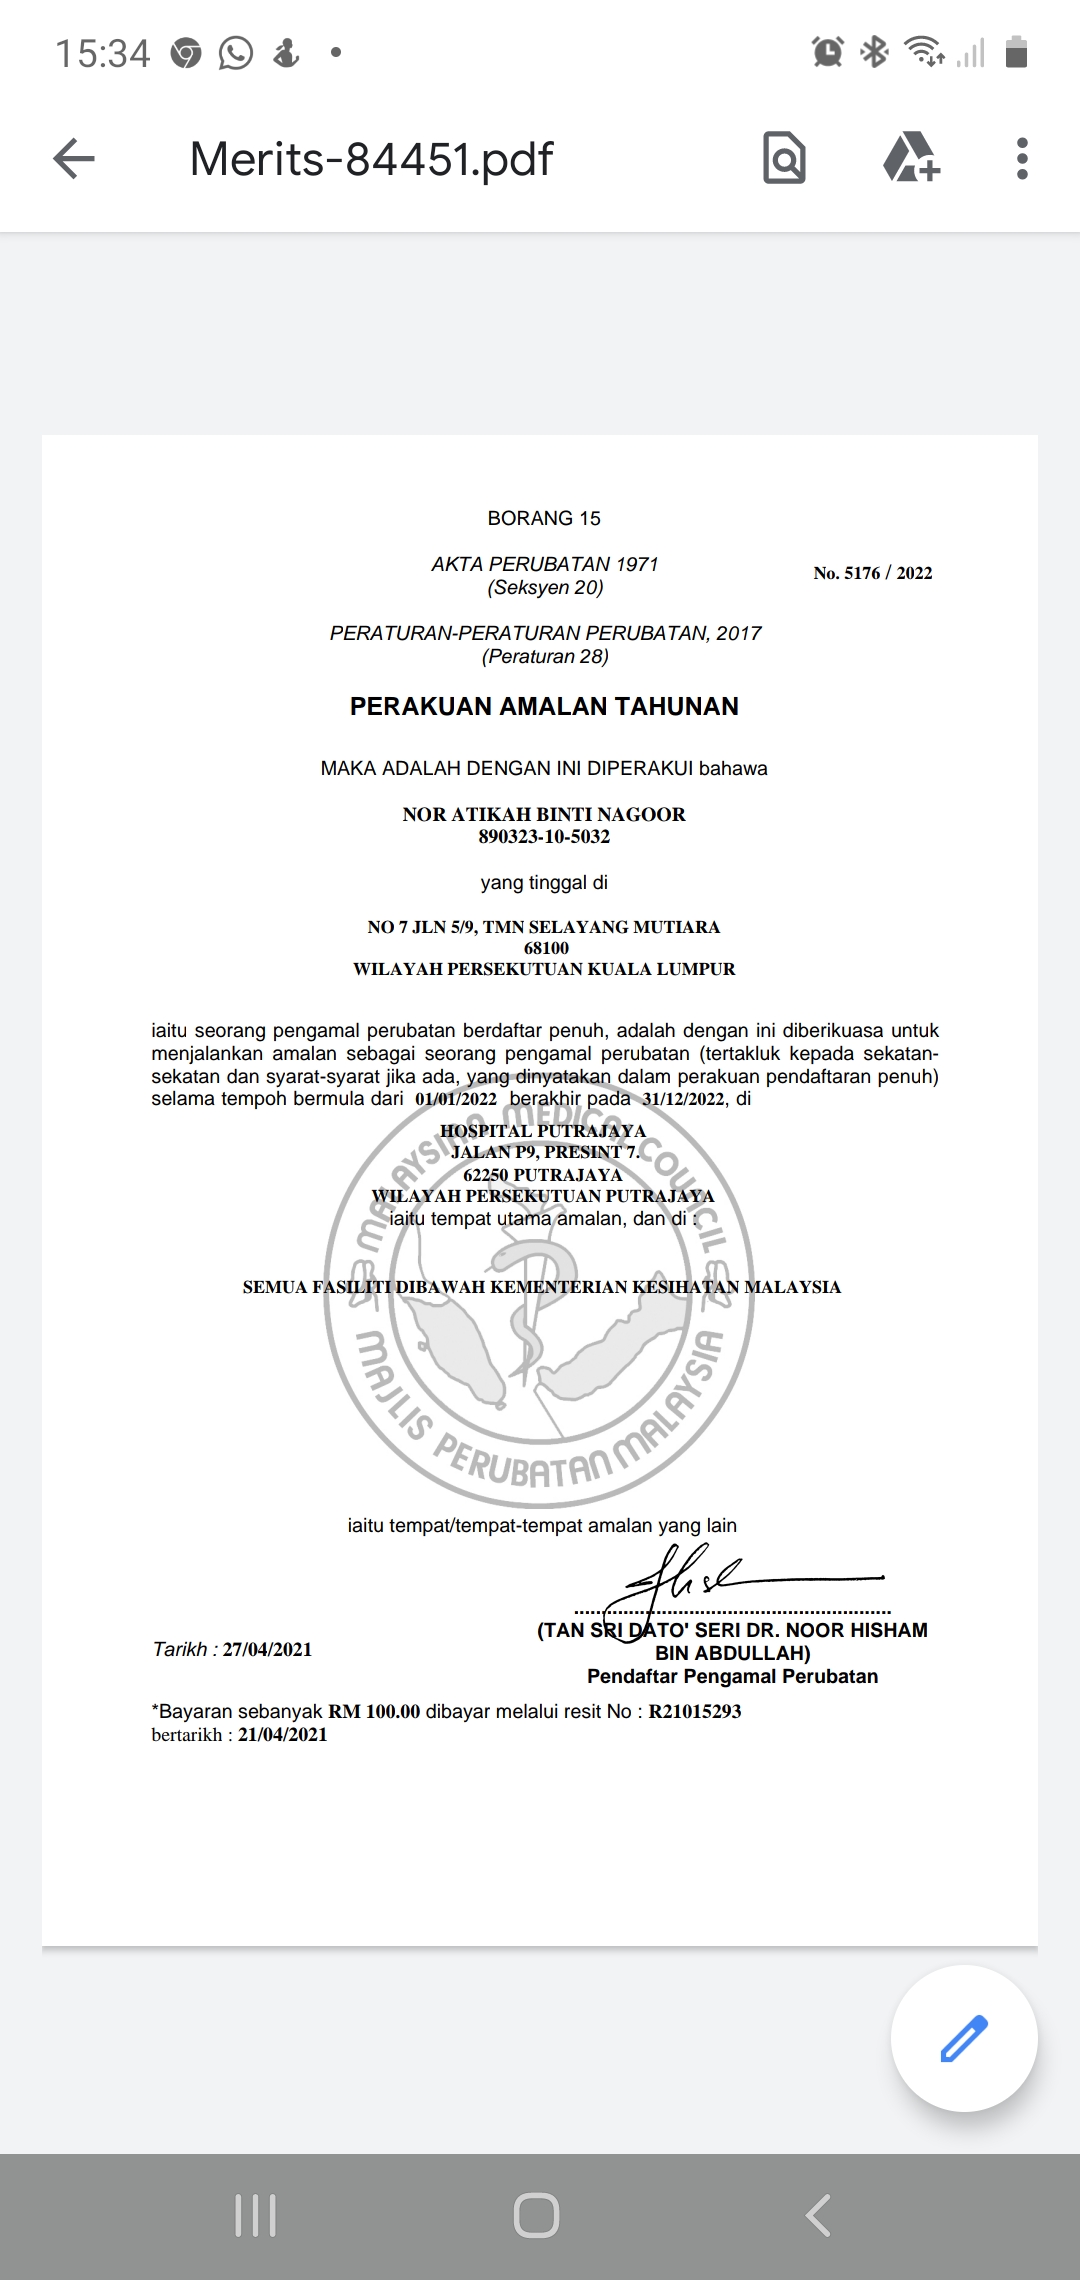 15:34
Merits-84451.pdf
BORANG 15
AKTA PERUBATAN 1971
(Seksyen 20)
No. 5176 / 2022
PERATURAN-PERATURAN PERUBATAN, 2017
(Peraturan 28)
PERAKUAN AMALAN TAHUNAN
MAKA ADALAH DENGAN INI DIPERAKUI bahawa
NOR ATIKAH BINTI NAGOOR
890323-10-5032
yang tinggal di
NO 7 JLN 5/9, TMN SELAYANG MUTIARA
68100
WILAYAH PERSEKUTUAN KUALA LUMPUR
iaitu seorang pengamal perubatan berdaftar penuh, adalah dengan ini diberikuasa untuk
menjalankan amalan sebagai seorang pengamal perubatan (tertakluk kepada sekatan-
sekatan dan syarat-syarat jika ada, yang dinyatakan dalam perakuan pendaftaran penuh)
selama tempoh bermula dari 01/01/2022 berakhir pada 31/12/2022, di
HOSPITAL PUTRAJAYA
JALAN P9, PRESINT 7.
62250 PUTRAJAYA
WILAYAH PERSEKUTUAN PUTRAJAYA
iaitu tempat utama amalan, dan di :
SEMUA FASILITI DIBAWAH KEMENTERIAN KESIHATAN MALAYSIA
MALAYSIAN MEDICAL COUNCIL
MAJLIS PERUBATAN MALAYSIA
iaitu tempat/tempat-tempat amalan yang lain
(TAN SRI DATO' SERI DR. NOOR HISHAM
BIN ABDULLAH)
Pendaftar Pengamal Perubatan
Tarikh : 27/04/2021
*Bayaran sebanyak RM 100.00 dibayar melalui resit No : R21015293
bertarikh : 21/04/2021